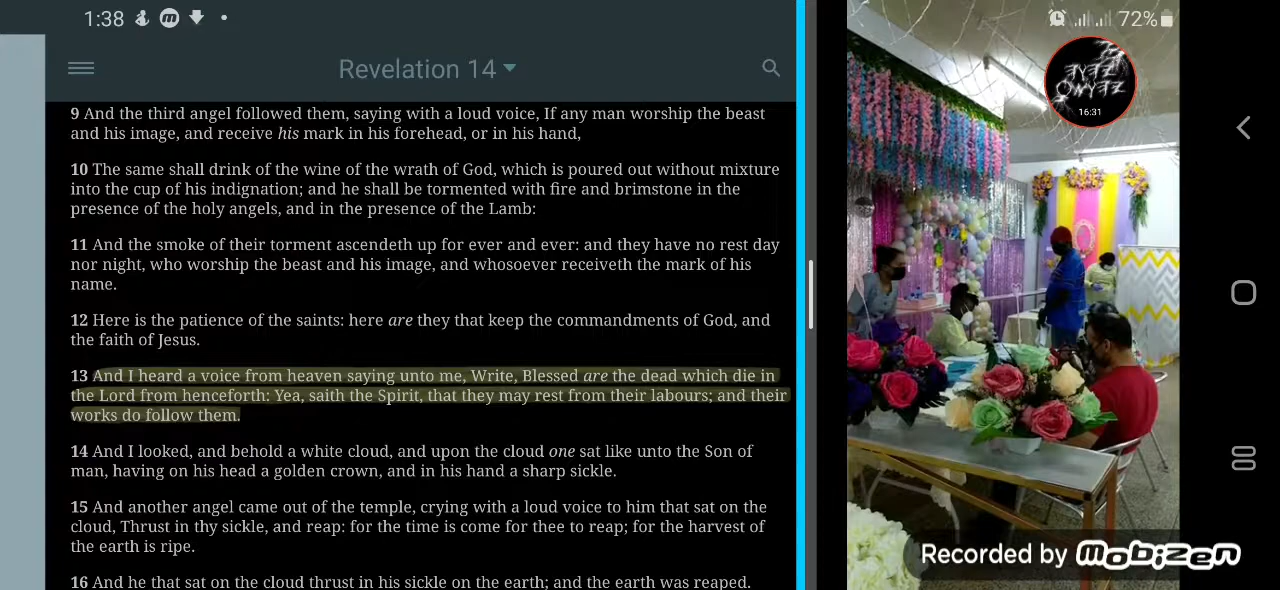 1:38
72%
Revelation 14
16:31
9 And the third angel followed them, saying with a loud voice, If any man worship the beast
and his image, and receive his mark in his forehead, or in his hand,
10 The same shall drink of the wine of the wrath of God, which is poured out without mixture
into the cup of his indignation; and he shall be tormented with fire and brimstone in the
presence of the holy angels, and in the presence of the Lamb:
11 And the smoke of their torment ascendeth up for ever and ever: and they have no rest day
nor night, who worship the beast and his image, and whosoever receiveth the mark of his
name.
12 Here is the patience of the saints: here are they that keep the commandments of God, and
the faith of Jesus.
13 And I heard a voice from heaven saying unto me, Write, Blessed are the dead which die in
the Lord from henceforth: Yea, saith the Spirit, that they may rest from their labours; and their
works do follow them.
14 And I looked, and behold a white cloud, and upon the cloud one sat like unto the Son of
man, having on his head a golden crown, and in his hand a sharp sickle.
15 And another angel came out of the temple, crying with a loud voice to him that sat on the
cloud, Thrust in thy sickle, and reap: for the time is come for thee to reap; for the harvest of
the earth is ripe.
16 And he that sat on the cloud thrust in his sickle on the earth; and the earth was reaped.
Recorded by mobizen